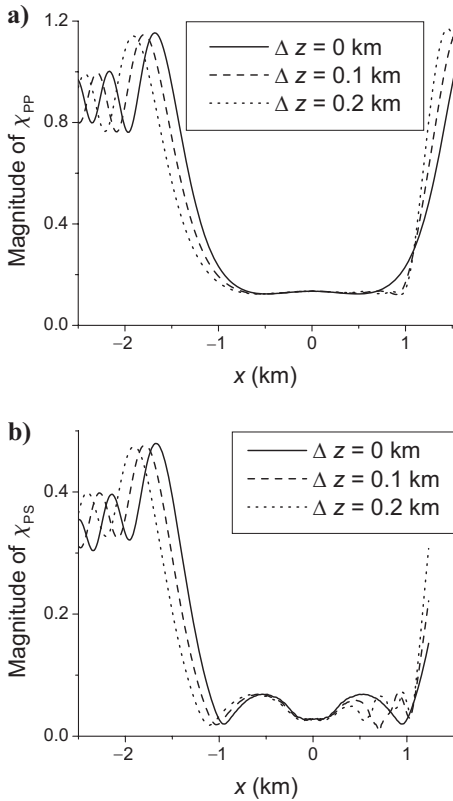 a)
1.2
0.8
0.4
0.0
Magnitude of χPP
Δ z = 0 km
Δ z = 0.1 km
Δ z = 0.2 km
−2
−1
0
1
x (km)
b)
0.4
0.2
0.0
Magnitude of χPS
Δ z = 0 km
Δ z = 0.1 km
Δ z = 0.2 km
−2
−1
0
1
x (km)